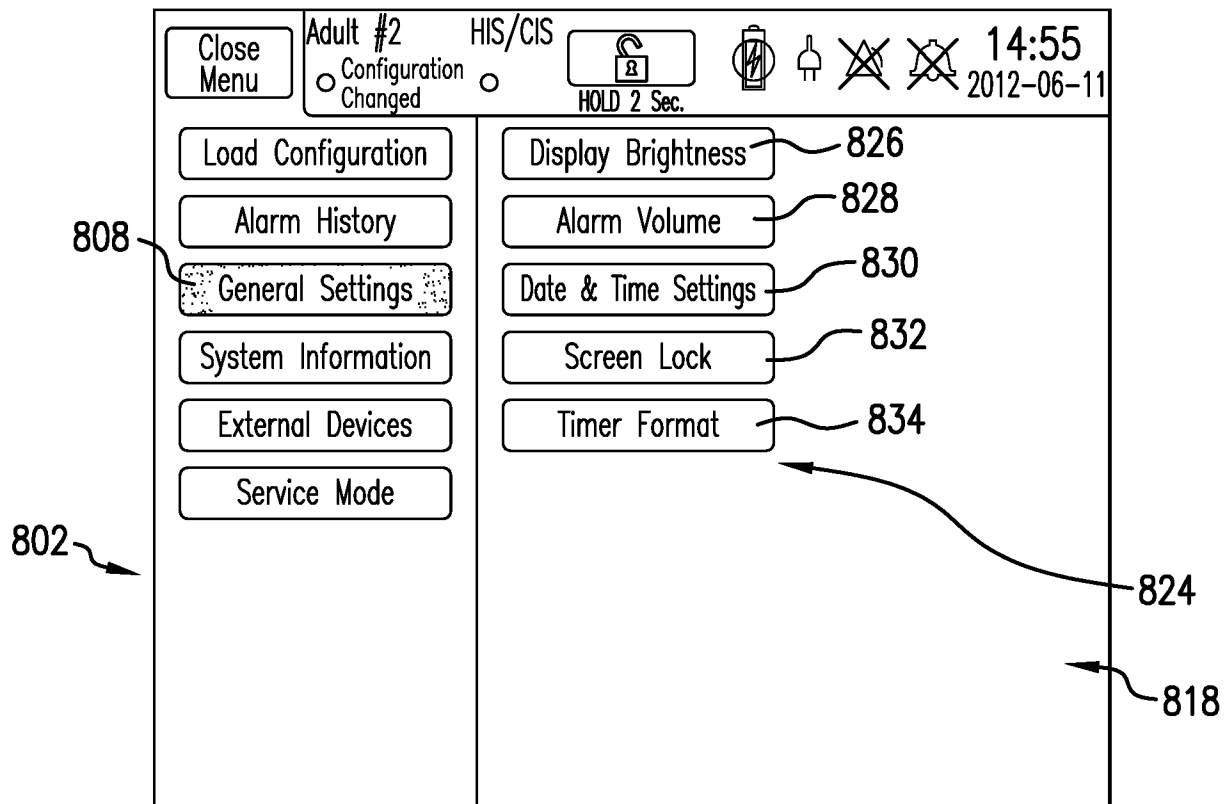 Close
Menu
Adult #2
HIS/CIS
Configuration
Changed
HOLD 2 Sec.
14:55
2012-06-11
Load Configuration
Display Brightness
826
Alarm History
Alarm Volume
828
808
General Settings
Date & Time Settings
830
System Information
Screen Lock
832
External Devices
Timer Format
834
Service Mode
802
824
818